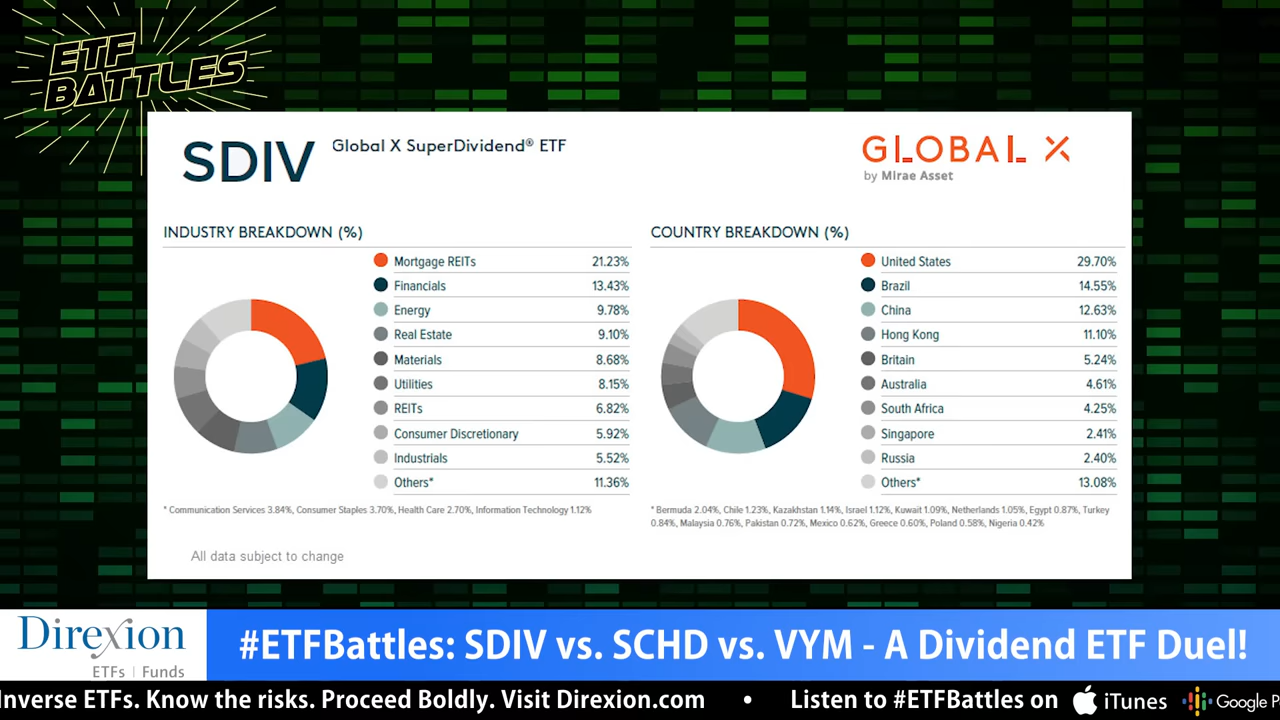 ETF
BATTLES
SDIV
Global X SuperDividend® ETF
GLOBAL X
by Mirae Asset
INDUSTRY BREAKDOWN (%)
Mortgage REITs 21.23%
Financials 13.43%
Energy 9.78%
Real Estate 9.10%
Materials 8.68%
Utilities 8.15%
REITs 6.82%
Consumer Discretionary 5.92%
Industrials 5.52%
Others* 11.36%
* Communication Services 3.84%, Consumer Staples 3.70%, Health Care 2.70%, Information Technology 1.12%
COUNTRY BREAKDOWN (%)
United States 29.70%
Brazil 14.55%
China 12.63%
Hong Kong 11.10%
Britain 5.24%
Australia 4.61%
South Africa 4.25%
Singapore 2.41%
Russia 2.40%
Others* 13.08%
* Bermuda 2.04%, Chile 1.23%, Kazakhstan 1.14%, Israel 1.12%, Kuwait 1.09%, Netherlands 1.05%, Egypt 0.87%, Turkey
0.84%, Malaysia 0.76%, Pakistan 0.72%, Mexico 0.62%, Greece 0.60%, Poland 0.58%, Nigeria 0.42%
All data subject to change
Direxion
ETFs | Funds
#ETFBattles: SDIV vs. SCHD vs. VYM - A Dividend ETF Duel!
Inverse ETFs. Know the risks. Proceed Boldly. Visit Direxion.com • Listen to #ETFBattles on iTunes Google P